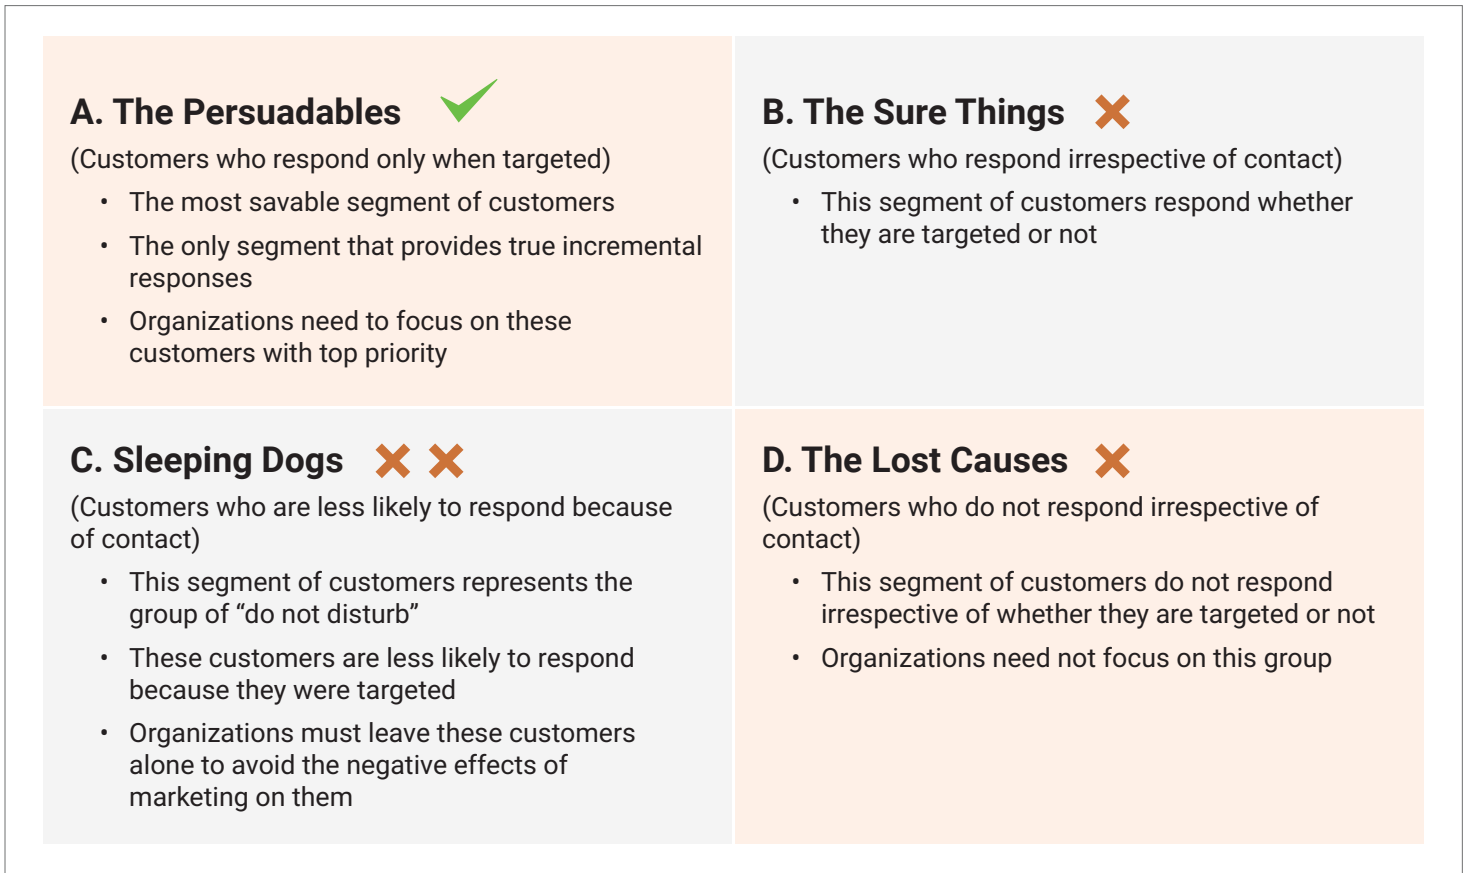 A. The Persuadables
(Customers who respond only when targeted)
• The most savable segment of customers
• The only segment that provides true incremental
responses
• Organizations need to focus on these
customers with top priority
B. The Sure Things
(Customers who respond irrespective of contact)
• This segment of customers respond whether
they are targeted or not
C. Sleeping Dogs
(Customers who are less likely to respond because
of contact)
• This segment of customers represents the
group of “do not disturb”
• These customers are less likely to respond
because they were targeted
• Organizations must leave these customers
alone to avoid the negative effects of
marketing on them
D. The Lost Causes
(Customers who do not respond irrespective of
contact)
• This segment of customers do not respond
irrespective of whether they are targeted or not
• Organizations need not focus on this group